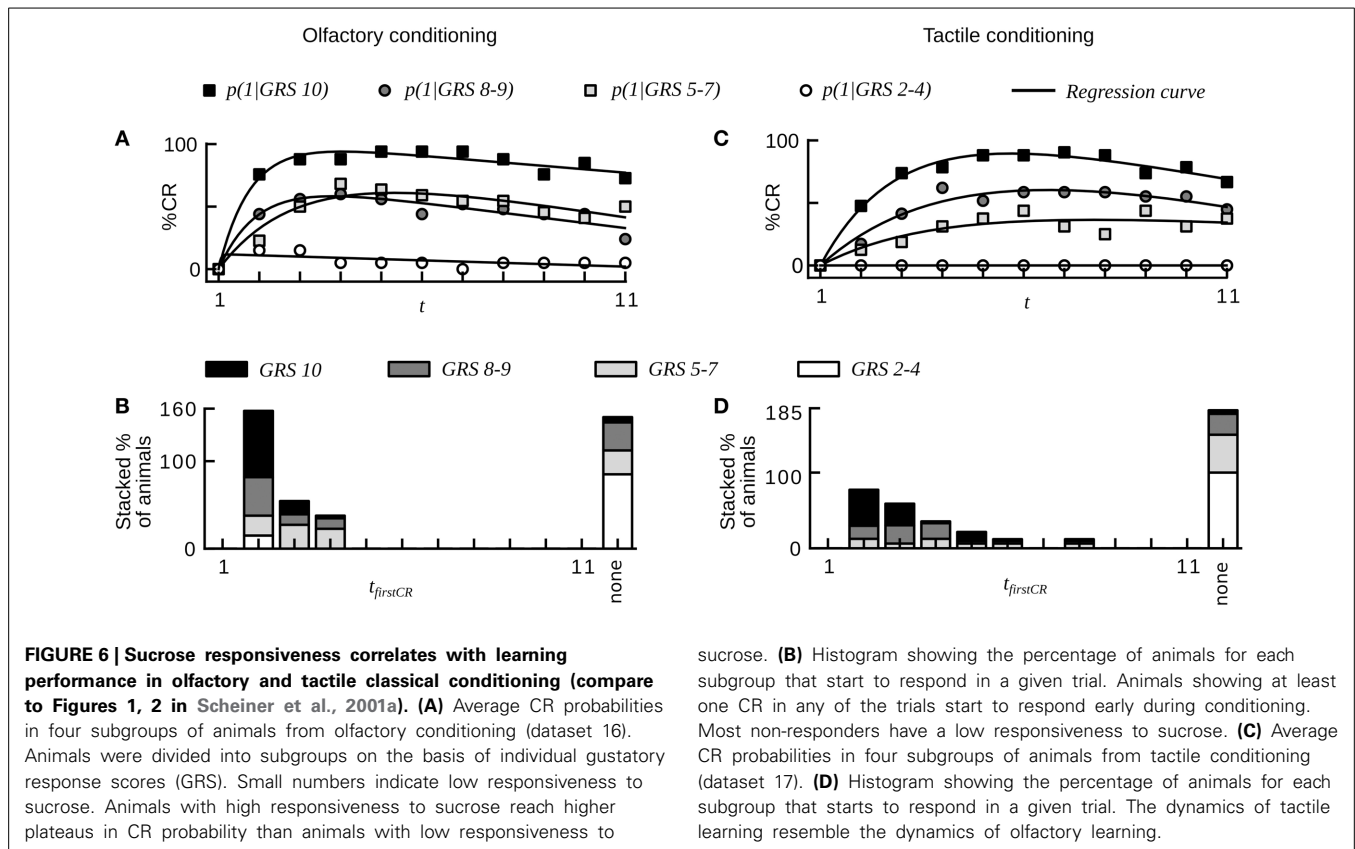 Olfactory conditioning
Tactile conditioning
p(1|GRS 10)
p(1|GRS 8-9)
p(1|GRS 5-7)
p(1|GRS 2-4)
Regression curve
A
100
%CR
0
1
t
11
C
100
%CR
0
1
t
11
GRS 10
GRS 8-9
GRS 5-7
GRS 2-4
B
160
100
0
Stacked %
of animals
1
t_firstCR
11
none
D
185
100
0
Stacked %
of animals
1
t_firstCR
11
none
FIGURE 6 | Sucrose responsiveness correlates with learning
performance in olfactory and tactile classical conditioning (compare
to Figures 1, 2 in Scheiner et al., 2001a). (A) Average CR probabilities
in four subgroups of animals from olfactory conditioning (dataset 16).
Animals were divided into subgroups on the basis of individual gustatory
response scores (GRS). Small numbers indicate low responsiveness to
sucrose. Animals with high responsiveness to sucrose reach higher
plateaus in CR probability than animals with low responsiveness to
sucrose. (B) Histogram showing the percentage of animals for each
subgroup that start to respond in a given trial. Animals showing at least
one CR in any of the trials start to respond early during conditioning.
Most non-responders have a low responsiveness to sucrose. (C) Average
CR probabilities in four subgroups of animals from tactile conditioning
(dataset 17). (D) Histogram showing the percentage of animals for each
subgroup that starts to respond in a given trial. The dynamics of tactile
learning resemble the dynamics of olfactory learning.